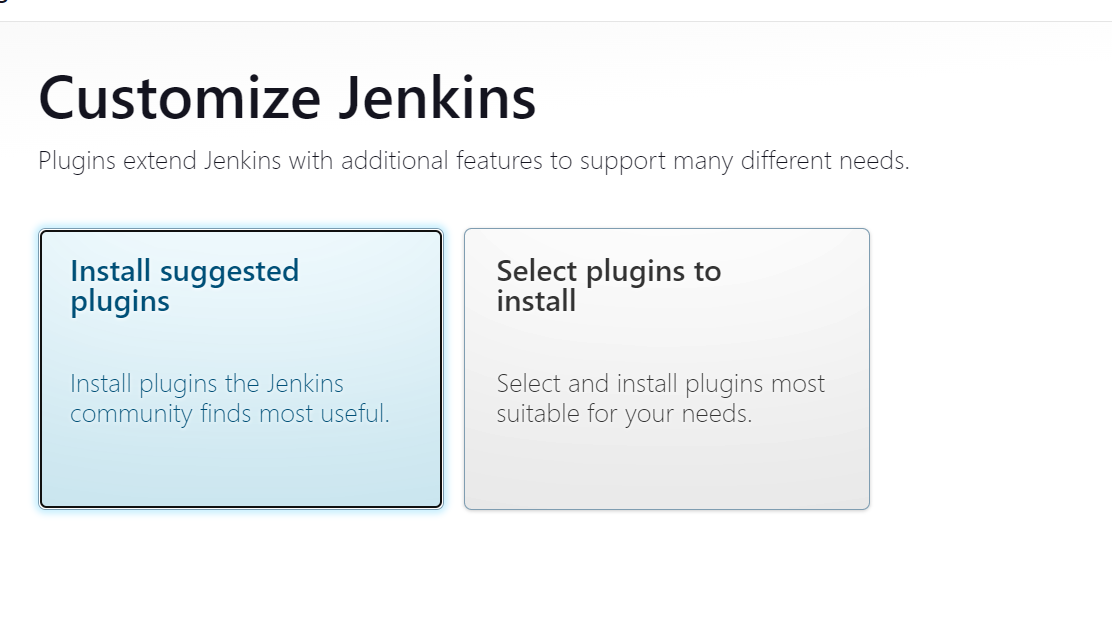 Customize Jenkins
Plugins extend Jenkins with additional features to support many different needs.
Install suggested
plugins
Install plugins the Jenkins
community finds most useful.
Select plugins to
install
Select and install plugins most
suitable for your needs.